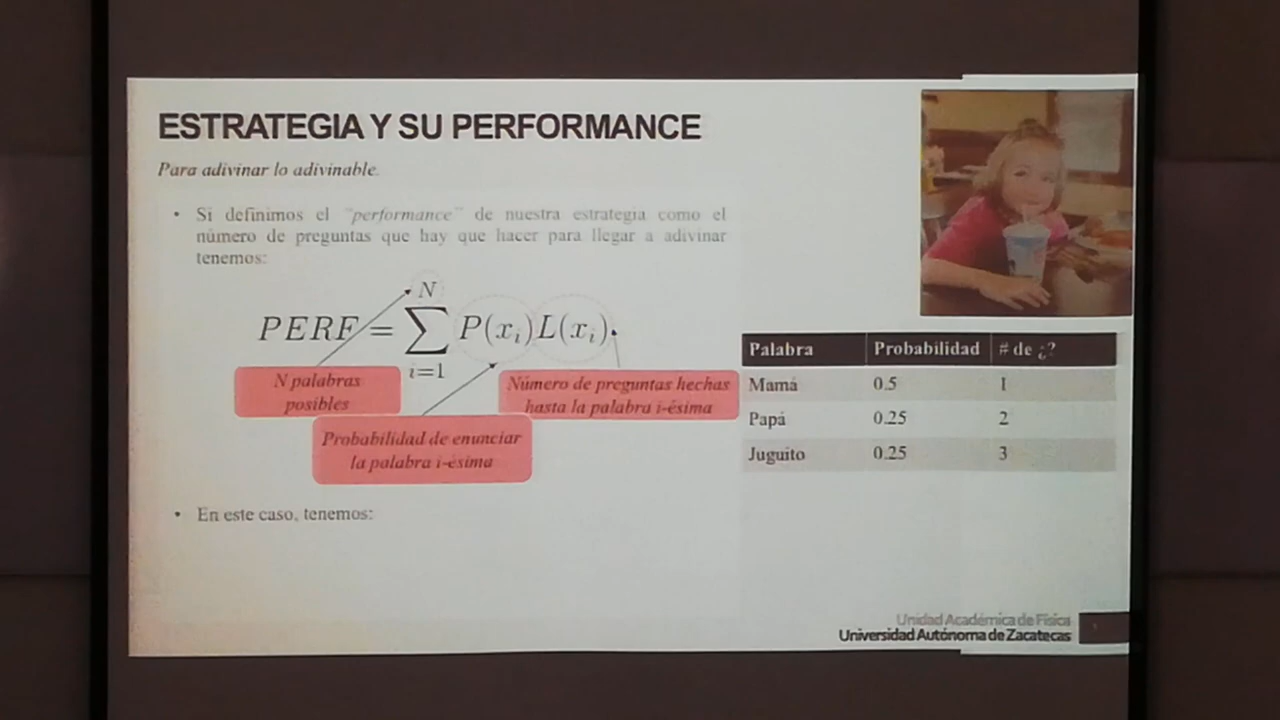 ESTRATEGIA Y SU PERFORMANCE
Para adivinar lo adivinable.
• Si definimos el "performance" de nuestra estrategia como el
número de preguntas que hay que hacer para llegar a adivinar
tenemos:
PERF = \sum_{i=1}^{N} P(x_i)L(x_i).
N palabras
posibles
Número de preguntas hechas
hasta la palabra i-ésima
Probabilidad de enunciar
la palabra i-ésima
• En este caso, tenemos:
Palabra Probabilidad # de ¿?
Mamá 0.5 1
Papá 0.25 2
Juguito 0.25 3
Unidad Académica de Física
Universidad Autónoma de Zacatecas